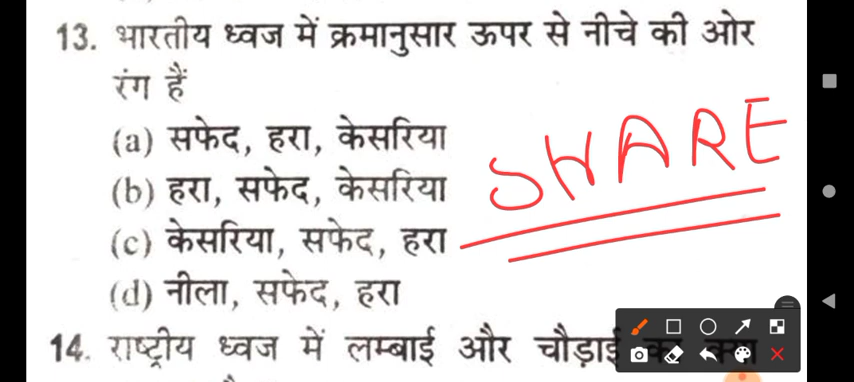 13. भारतीय ध्वज में क्रमानुसार ऊपर से नीचे की ओर
रंग हैं
(a) सफेद, हरा, केसरिया
SHARE
(b) हरा, सफेद, केसरिया
(c) केसरिया, सफेद, हरा
(d) नीला, सफेद, हरा
14. राष्ट्रीय ध्वज में लम्बाई और चौड़ाई का क्या